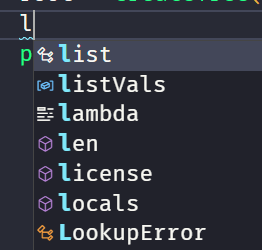 l
p
list
listVals
lambda
len
license
locals
LookupError